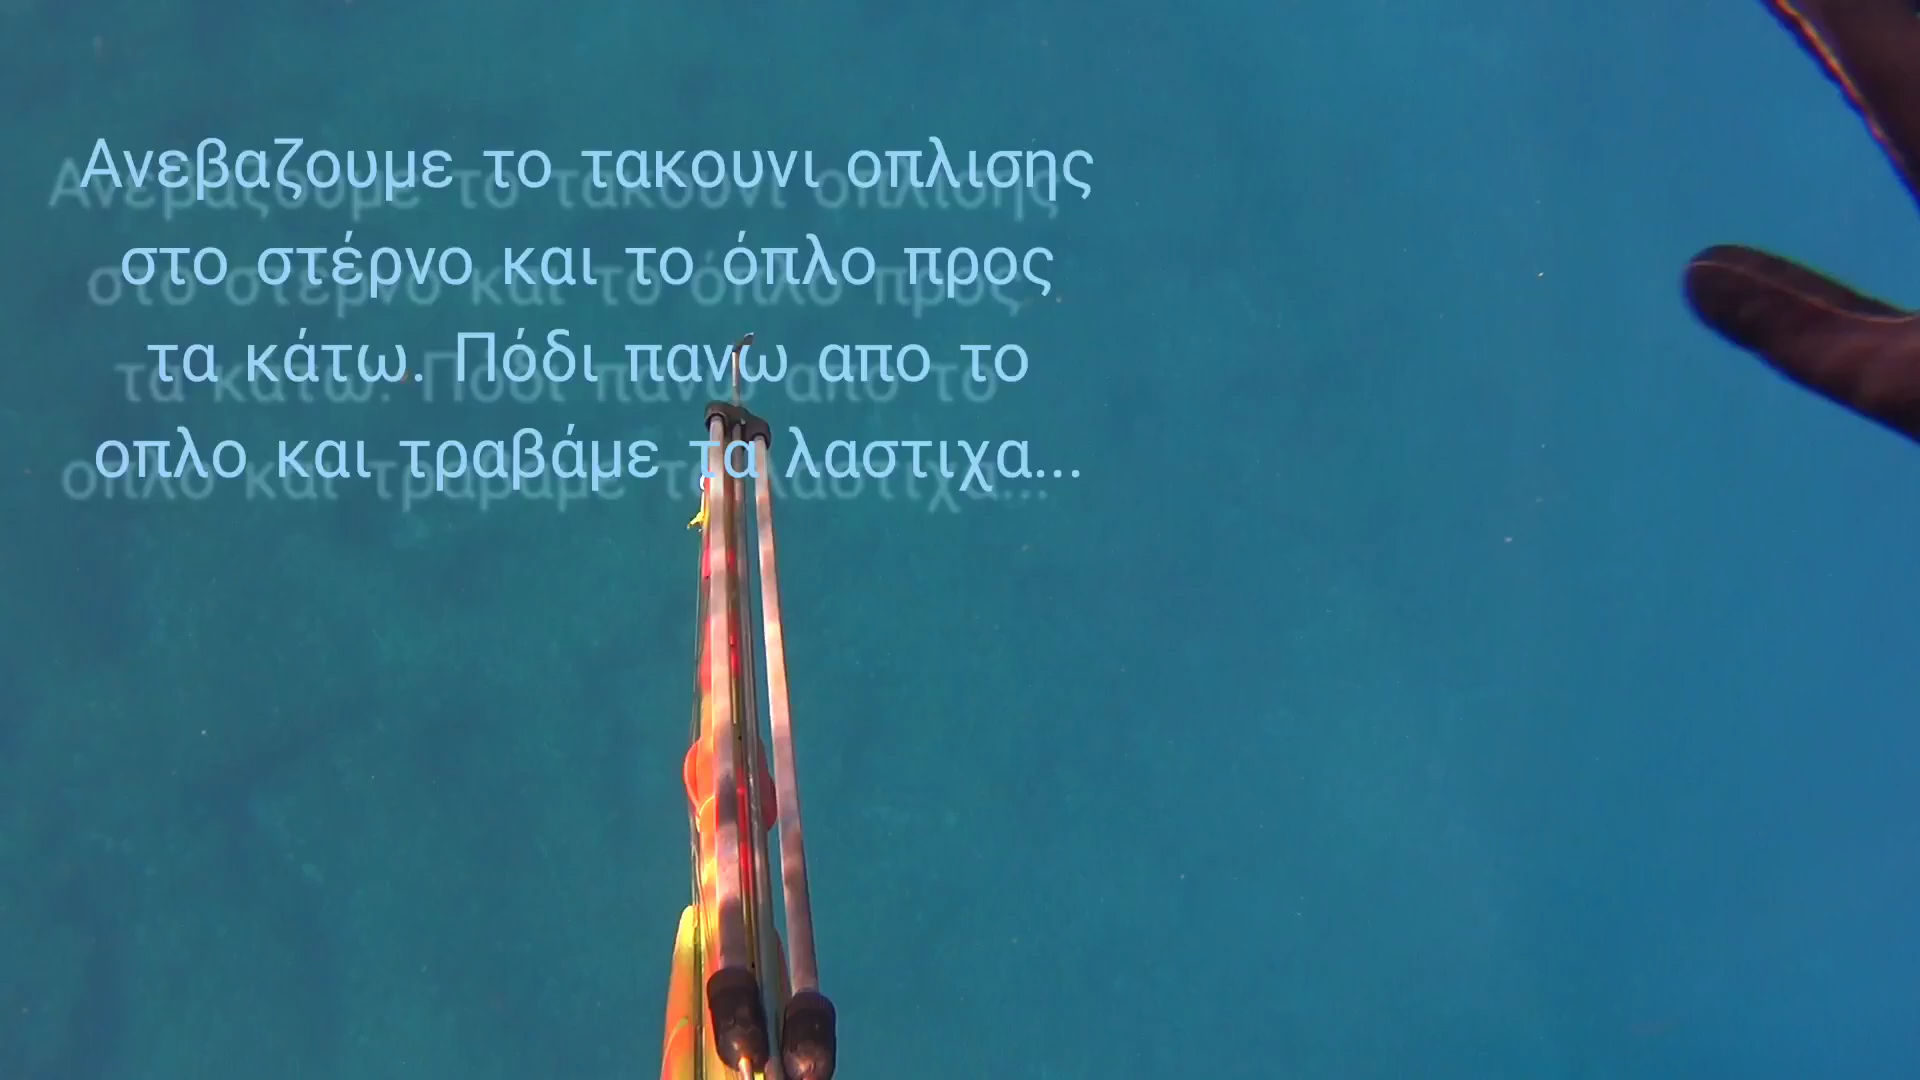 Ανεβαζουμε το τακουνι οπλισης
στο στέρνο και το όπλο προς
τα κάτω. Πόδι πανω απο το
οπλο και τραβάμε τα λαστιχα...